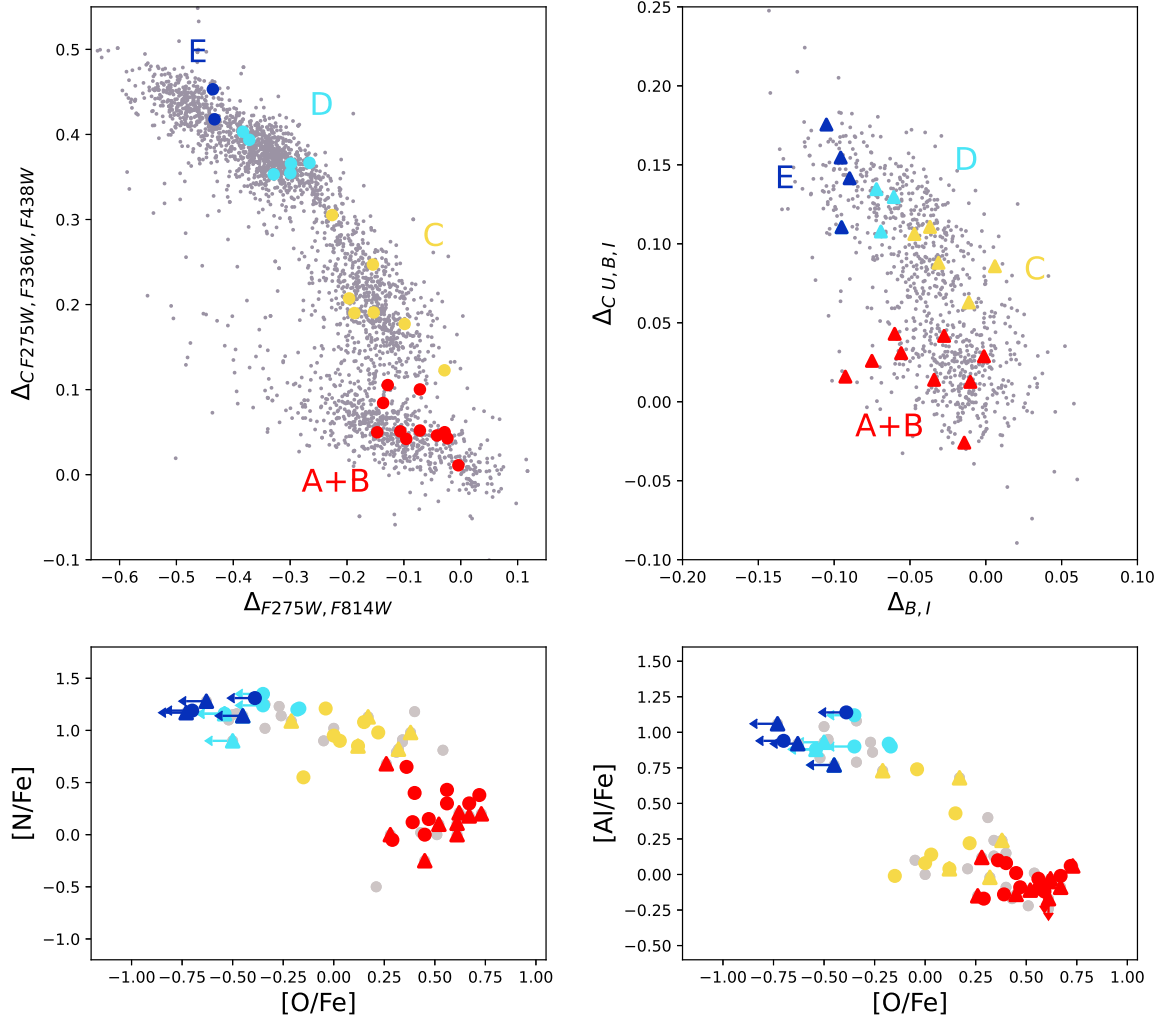 0.5
0.4
0.3
0.2
0.1
0.0
−0.1
Δ_{C F275W, F336W, F438W}
E
D
C
A+B
−0.6 −0.5 −0.4 −0.3 −0.2 −0.1 0.0 0.1
Δ_{F275W, F814W}
0.25
0.20
0.15
0.10
0.05
0.00
−0.05
−0.10
Δ_{C U, B, I}
D
E
C
A+B
−0.20 −0.15 −0.10 −0.05 0.00 0.05 0.10
Δ_{B, I}
1.5
1.0
0.5
0.0
−0.5
−1.0
[N/Fe]
−1.00 −0.75 −0.50 −0.25 0.00 0.25 0.50 0.75 1.00
[O/Fe]
1.50
1.25
1.00
0.75
0.50
0.25
0.00
−0.25
−0.50
[Al/Fe]
−1.00 −0.75 −0.50 −0.25 0.00 0.25 0.50 0.75 1.00
[O/Fe]